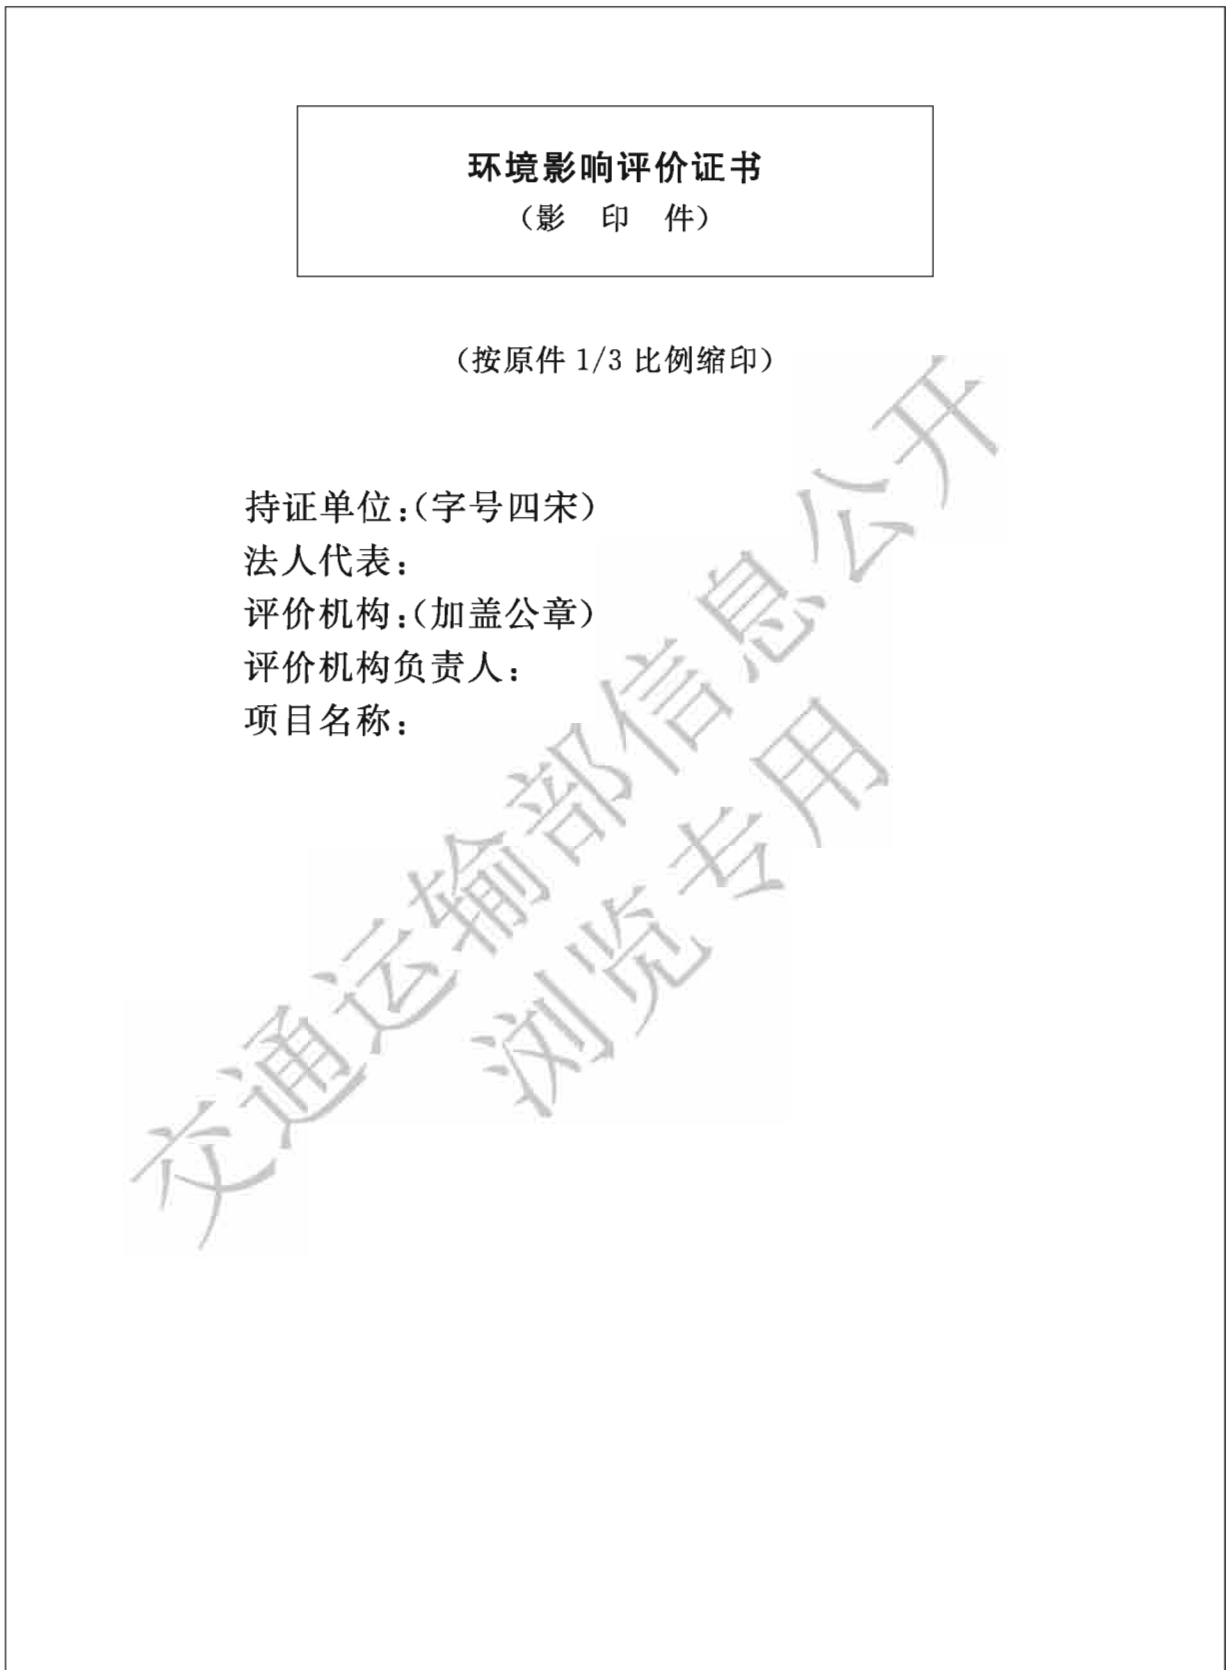 环境影响评价证书
（影 印 件）
（按原件 1/3 比例缩印）
持证单位：（字号四宋）
法人代表：
评价机构：（加盖公章）
评价机构负责人：
项目名称：
交通运输部信息公开
浏览专用